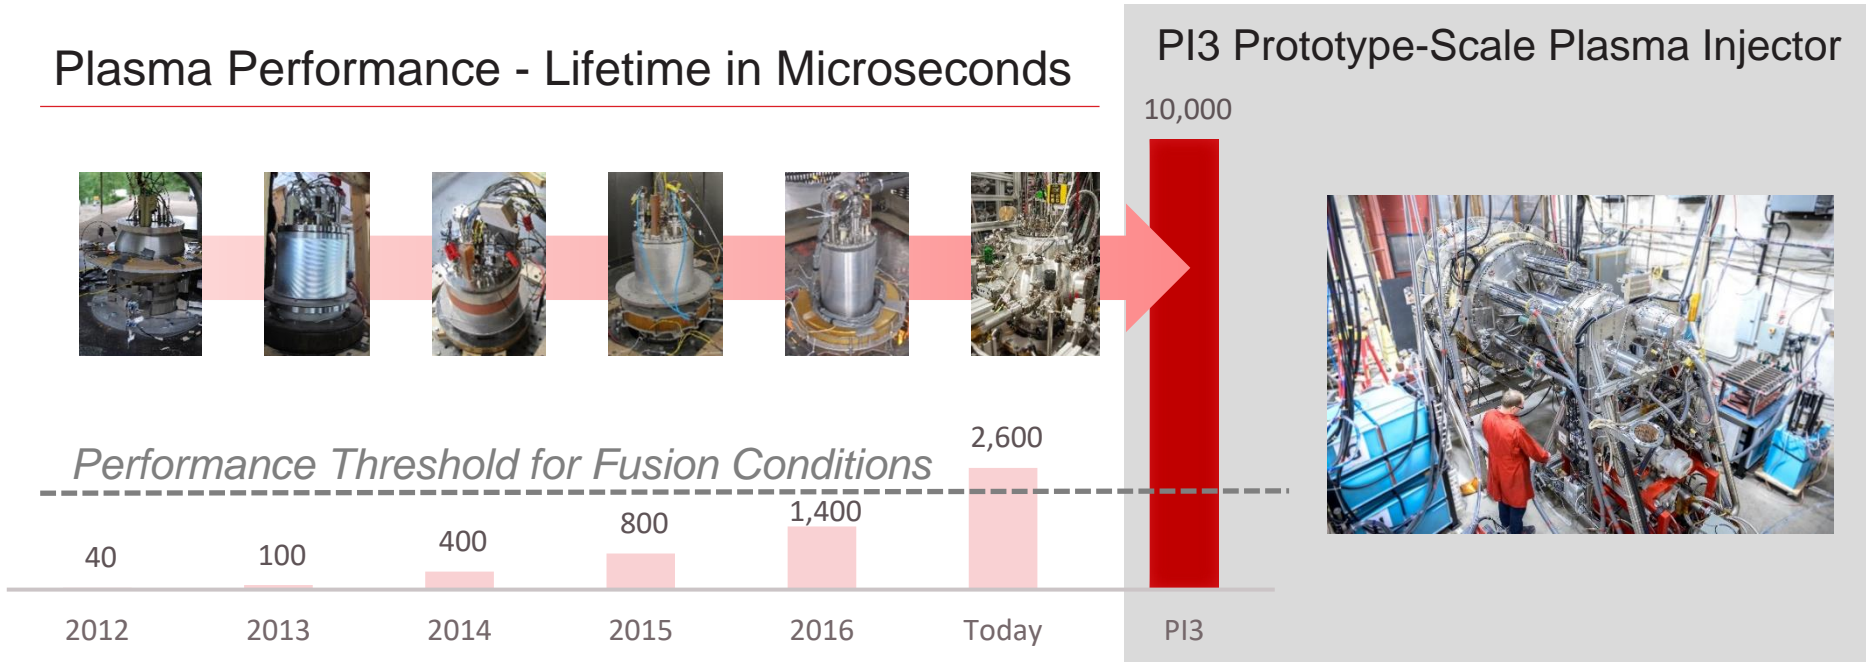 Plasma Performance - Lifetime in Microseconds
PI3 Prototype-Scale Plasma Injector
10,000
Performance Threshold for Fusion Conditions
40
100
400
800
1,400
2,600
2012
2013
2014
2015
2016
Today
PI3